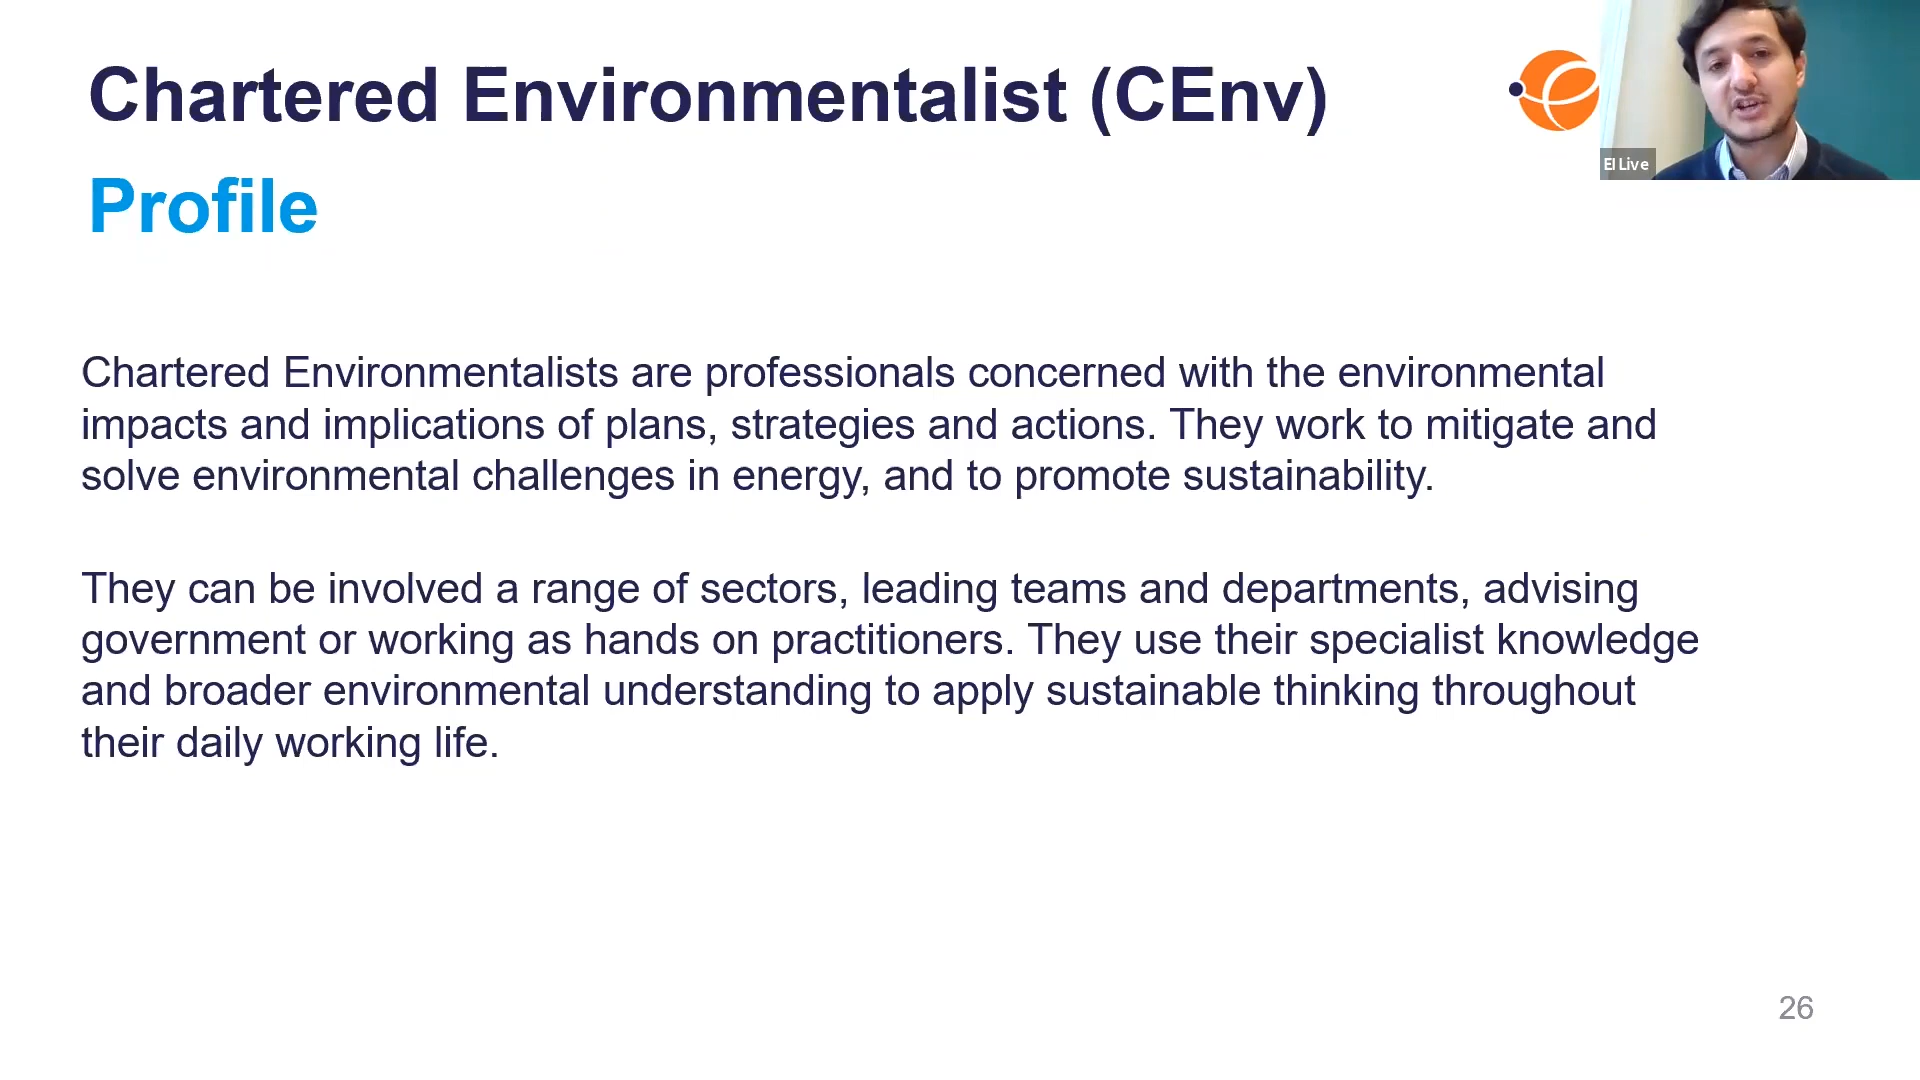 Chartered Environmentalist (CEnv)
Profile
EI Live
Chartered Environmentalists are professionals concerned with the environmental
impacts and implications of plans, strategies and actions. They work to mitigate and
solve environmental challenges in energy, and to promote sustainability.
They can be involved a range of sectors, leading teams and departments, advising
government or working as hands on practitioners. They use their specialist knowledge
and broader environmental understanding to apply sustainable thinking throughout
their daily working life.
26